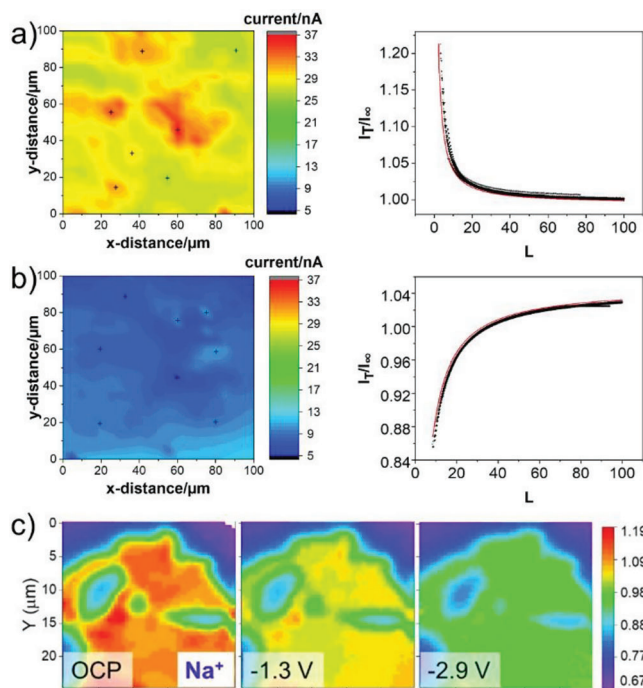 a)
current/nA
100
80
60
40
20
0
y-distance/µm
0 20 40 60 80 100
x-distance/µm
37
33
29
25
21
17
13
9
5
I_T/I_∞
1.20
1.15
1.10
1.05
1.00
0 20 40 60 80 100
L
b)
current/nA
100
80
60
40
20
0
y-distance/µm
0 20 40 60 80 100
x-distance/µm
37
33
29
25
21
17
13
9
5
I_T/I_∞
1.04
1.00
0.96
0.92
0.88
0.84
0 20 40 60 80 100
L
c)
Y (µm)
0
5
10
15
20
OCP
Na⁺
-1.3 V
-2.9 V
1.19
1.09
0.98
0.88
0.77
0.67